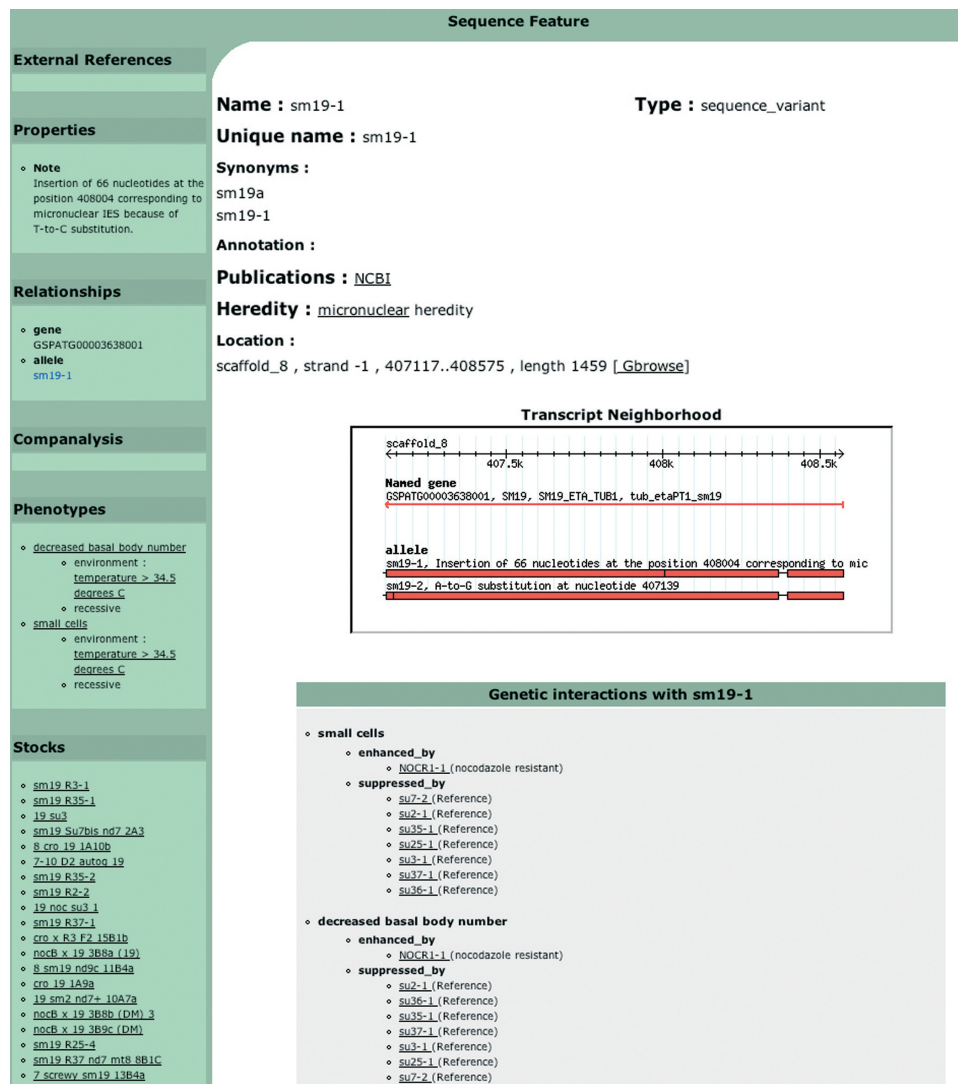 Sequence Feature
External References
Properties
Note
Insertion of 66 nucleotides at the
position 408004 corresponding to
micronuclear IES because of
T-to-C substitution.
Relationships
gene
GSPATG00003638001
allele
sm19-1
Companalysis
Phenotypes
decreased basal body number
environment :
temperature > 34.5
degrees C
recessive
small cells
environment :
temperature > 34.5
degrees C
recessive
Stocks
sm19 R3-1
sm19 R35-1
19 su3
sm19 Su7bis nd7 2A3
8 cro 19 1A10b
7-10 D2 autog 19
sm19 R35-2
sm19 R2-2
19 noc su3 1
sm19 R37-1
cro x R3 F2 15B1b
nocB x 19 3B8a (19)
8 sm19 nd9c 11B4a
cro 19 1A9a
19 sm2 nd7+ 10A7a
nocB x 19 3B8b (DM) 3
nocB x 19 3B9c (DM)
sm19 R25-4
sm19 R37 nd7 mt8 8B1C
7 screwy sm19 13B4a
Name : sm19-1 Type : sequence_variant
Unique name : sm19-1
Synonyms :
sm19a
sm19-1
Annotation :
Publications : NCBI
Heredity : micronuclear heredity
Location :
scaffold_8 , strand -1 , 407117..408575 , length 1459 [ Gbrowse]
Transcript Neighborhood
scaffold_8
407.5k 408k 408.5k
Named gene
GSPATG00003638001, SM19, SM19_ETA_TUB1, tub_etaPT1_sm19
allele
sm19-1, Insertion of 66 nucleotides at the position 408004 corresponding to mic
sm19-2, A-to-G substitution at nucleotide 407139
Genetic interactions with sm19-1
small cells
enhanced_by
NOCR1-1 (nocodazole resistant)
suppressed_by
su7-2 (Reference)
su2-1 (Reference)
su35-1 (Reference)
su25-1 (Reference)
su3-1 (Reference)
su37-1 (Reference)
su36-1 (Reference)
decreased basal body number
enhanced_by
NOCR1-1 (nocodazole resistant)
suppressed_by
su2-1 (Reference)
su36-1 (Reference)
su35-1 (Reference)
su37-1 (Reference)
su3-1 (Reference)
su25-1 (Reference)
su7-2 (Reference)